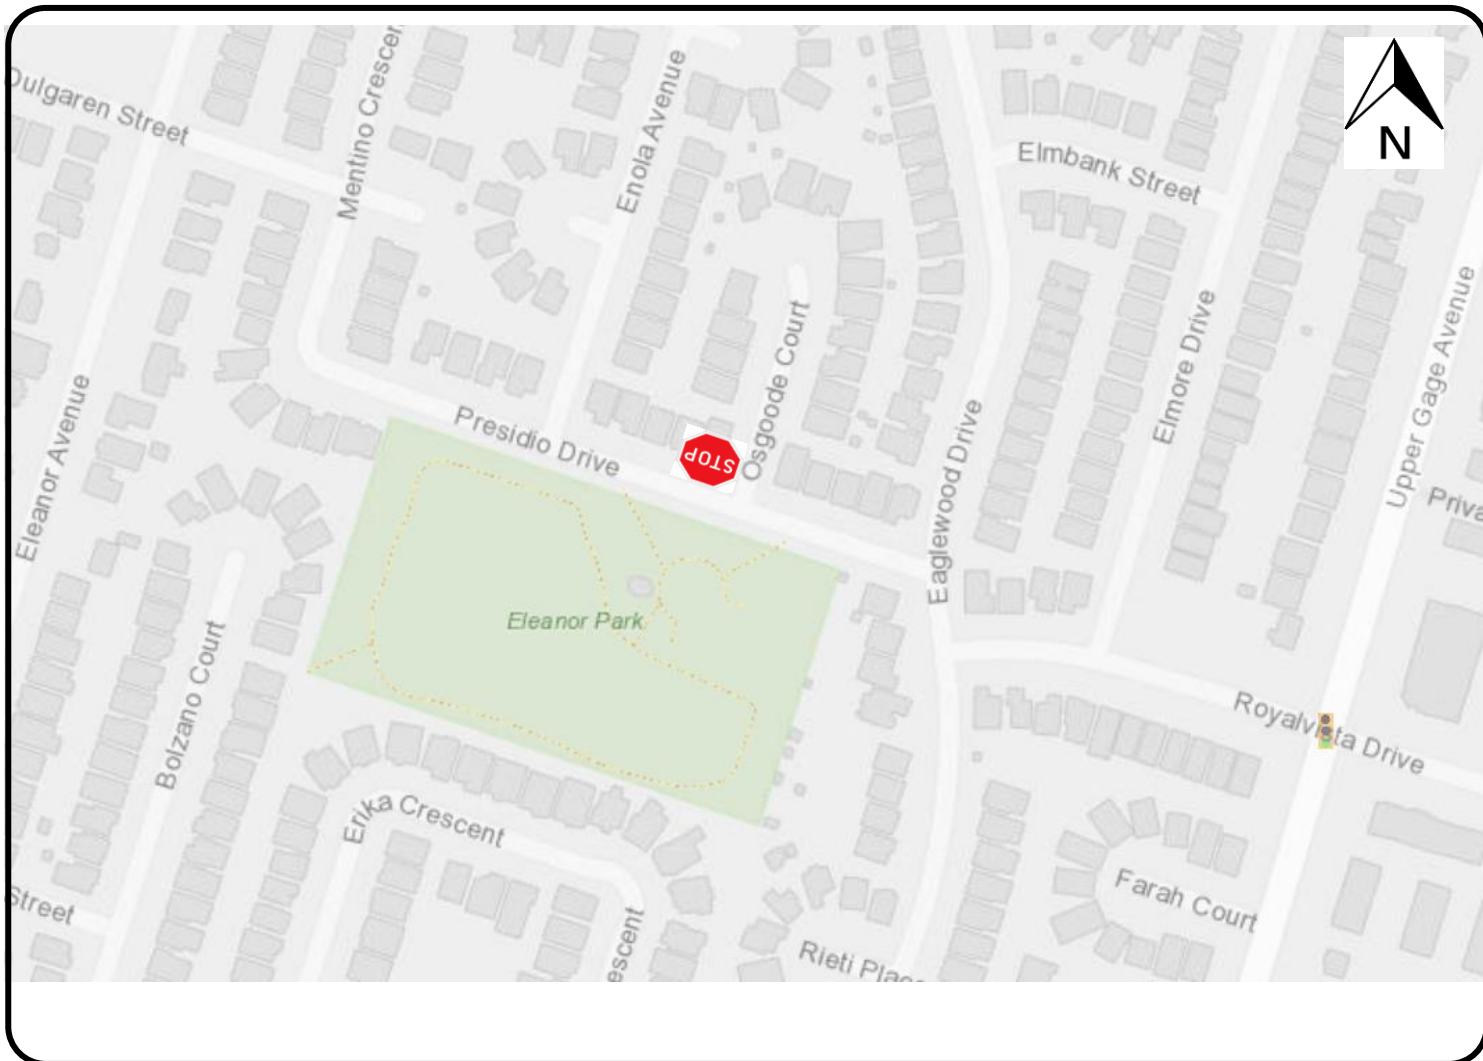 Dulgaren Street
Mentino Crescen
Enola Avenue
N
Elmbank Street
Eleanor Avenue
Presidio Drive
STOP
Osgoode Court
Eaglewood Drive
Elmore Drive
Upper Gage Avenue
Priva
Eleanor Park
Bolzano Court
Royalvista Drive
Erika Crescent
Street
escent
Farah Court
Rieti Place